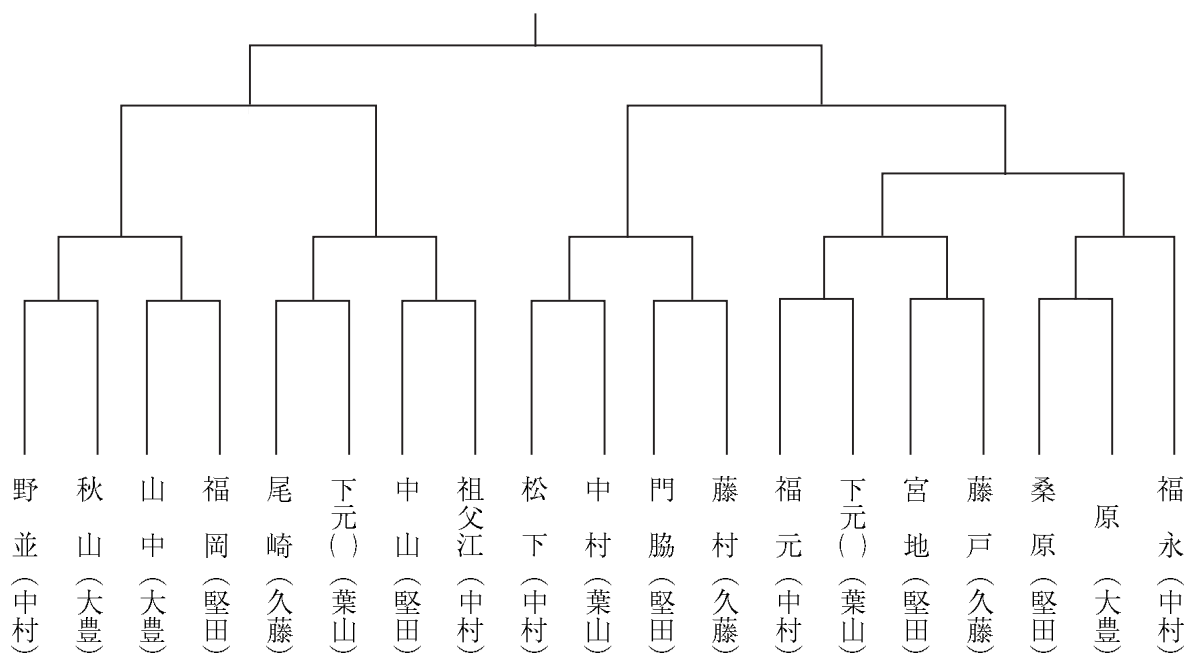 野並（中村）
秋山（大豊）
山中（大豊）
福岡（堅田）
尾崎（久藤）
下元（ ）（葉山）
中山（堅田）
祖父江（中村）
松下（中村）
中村（葉山）
門脇（堅田）
藤村（久藤）
福元（中村）
下元（ ）（葉山）
宮地（堅田）
藤戸（久藤）
桑原（堅田）
原（大豊）
福永（中村）